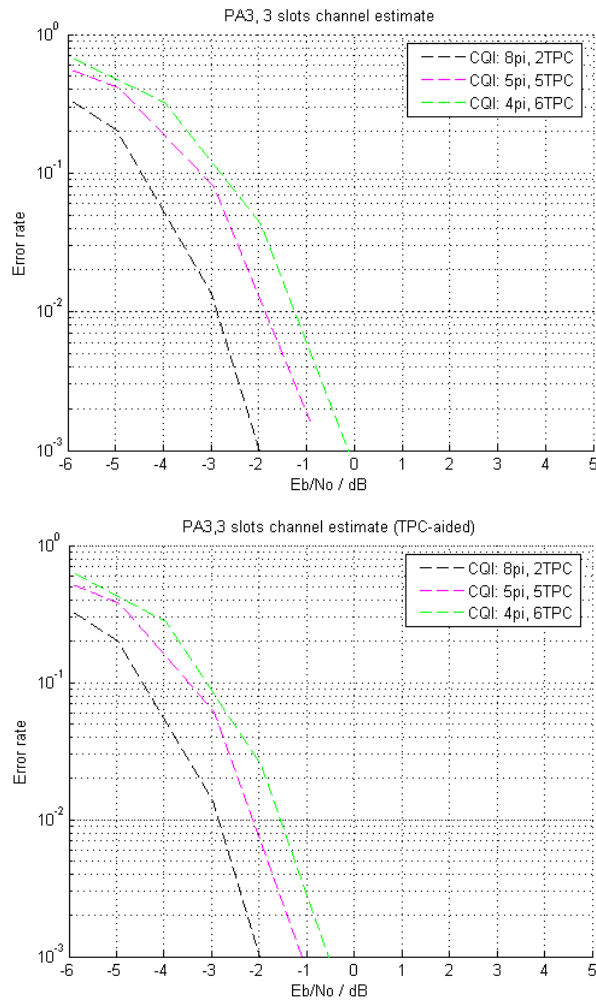 PA3, 3 slots channel estimate
10^0
10^-1
10^-2
10^-3
Error rate
CQI: 8pi, 2TPC
CQI: 5pi, 5TPC
CQI: 4pi, 6TPC
-6 -5 -4 -3 -2 -1 0 1 2 3 4 5
Eb/No / dB
PA3,3 slots channel estimate (TPC-aided)
10^0
10^-1
10^-2
10^-3
Error rate
CQI: 8pi, 2TPC
CQI: 5pi, 5TPC
CQI: 4pi, 6TPC
-6 -5 -4 -3 -2 -1 0 1 2 3 4 5
Eb/No / dB